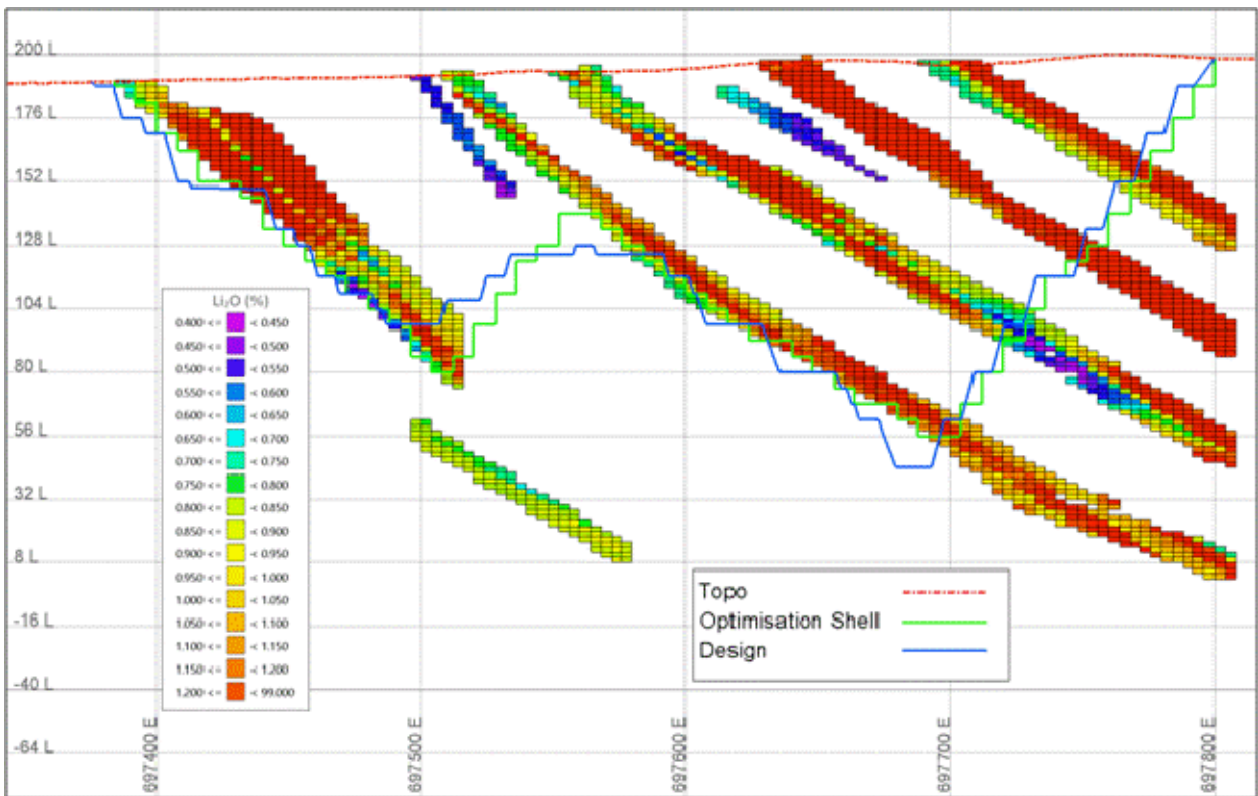 200 L
176 L
152 L
128 L
104 L
80 L
56 L
32 L
8 L
-16 L
-40 L
-64 L
Li₂O (%)
0.400 <= < 0.450
0.450 <= < 0.500
0.500 <= < 0.550
0.550 <= < 0.600
0.600 <= < 0.650
0.650 <= < 0.700
0.700 <= < 0.750
0.750 <= < 0.800
0.800 <= < 0.850
0.850 <= < 0.900
0.900 <= < 0.950
0.950 <= < 1.000
1.000 <= < 1.050
1.050 <= < 1.100
1.100 <= < 1.150
1.150 <= < 1.200
1.200 <= < 99.000
Topo
Optimisation Shell
Design
697400 E
697500 E
697600 E
697700 E
697800 E